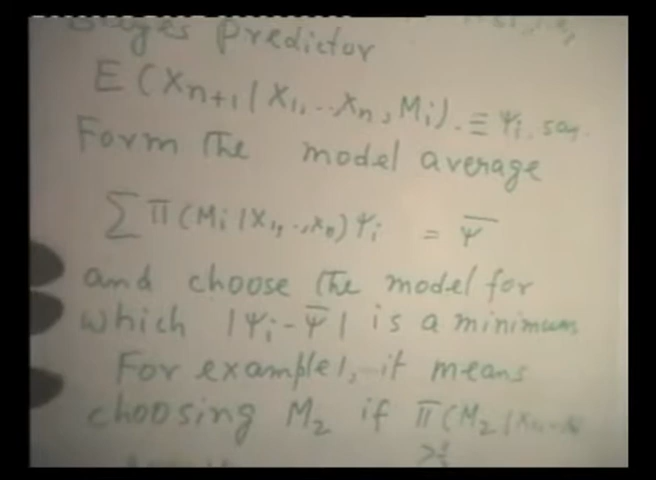 Bayes Predictor
E(Xn+1 | X1, .. Xn, Mi). ≡ ψi, say.
Form the model average
∑ π(Mi | X1, .., Xn) ψi = ψ̅
and choose the model for
which |ψi - ψ̅| is a minimum
For example 1, it means
choosing M2 if π(M2 | X1,